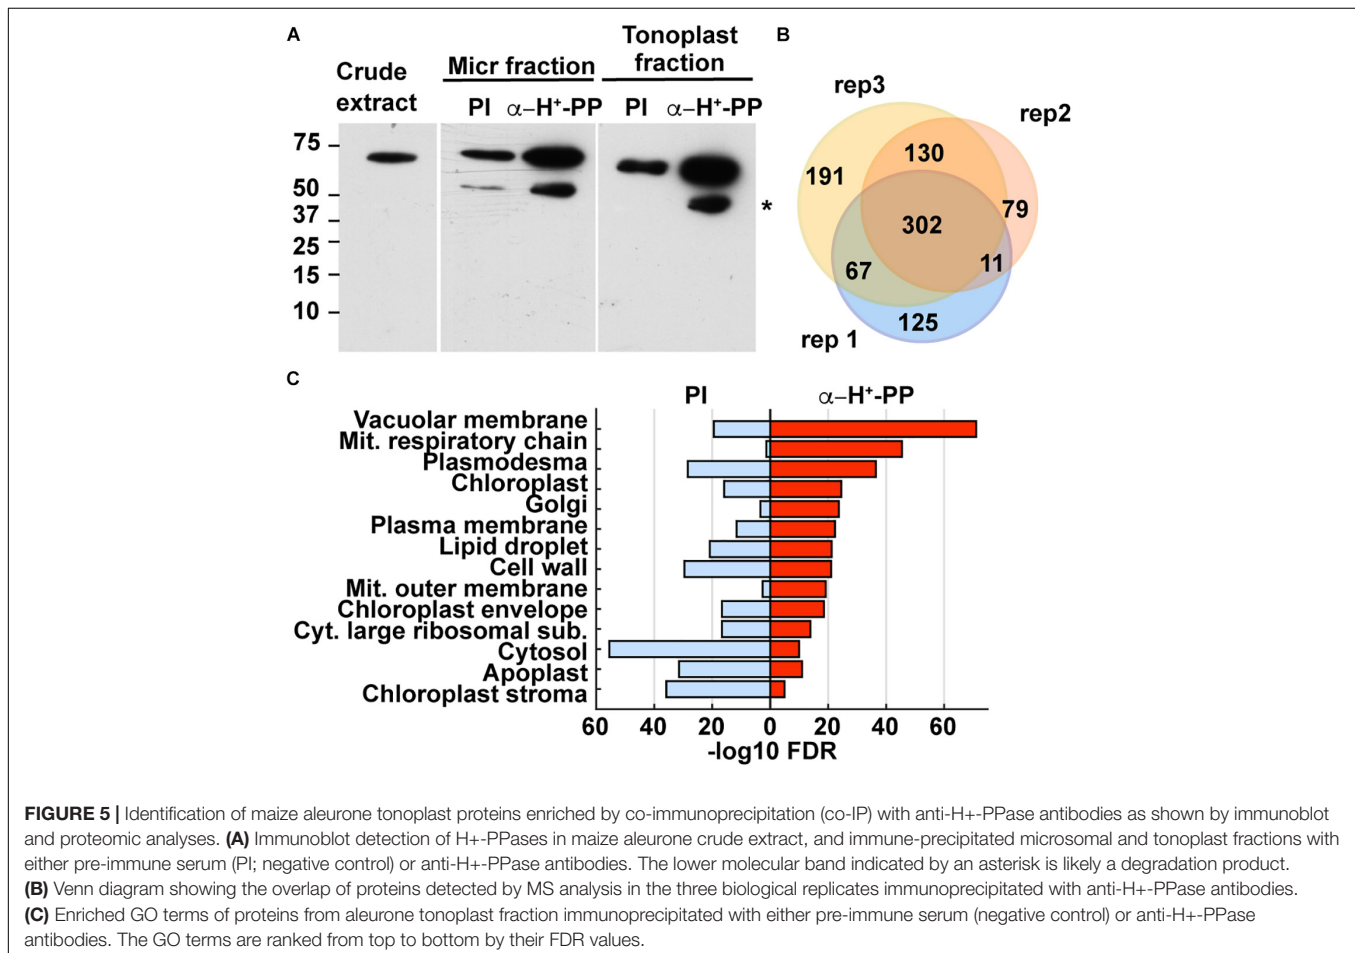 A
Crude
extract
Micr fraction
PI α–H⁺-PP
Tonoplast
fraction
PI α–H⁺-PP
75
50
37
25
15
10
*
B
rep3
rep2
130
191
302
79
67
11
125
rep 1
C
PI α–H⁺-PP
Vacuolar membrane
Mit. respiratory chain
Plasmodesma
Chloroplast
Golgi
Plasma membrane
Lipid droplet
Cell wall
Mit. outer membrane
Chloroplast envelope
Cyt. large ribosomal sub.
Cytosol
Apoplast
Chloroplast stroma
60 40 20 0 20 40 60
-log10 FDR
FIGURE 5 | Identification of maize aleurone tonoplast proteins enriched by co-immunoprecipitation (co-IP) with anti-H+-PPase antibodies as shown by immunoblot
and proteomic analyses. (A) Immunoblot detection of H+-PPases in maize aleurone crude extract, and immune-precipitated microsomal and tonoplast fractions with
either pre-immune serum (PI; negative control) or anti-H+-PPase antibodies. The lower molecular band indicated by an asterisk is likely a degradation product.
(B) Venn diagram showing the overlap of proteins detected by MS analysis in the three biological replicates immunoprecipitated with anti-H+-PPase antibodies.
(C) Enriched GO terms of proteins from aleurone tonoplast fraction immunoprecipitated with either pre-immune serum (negative control) or anti-H+-PPase
antibodies. The GO terms are ranked from top to bottom by their FDR values.